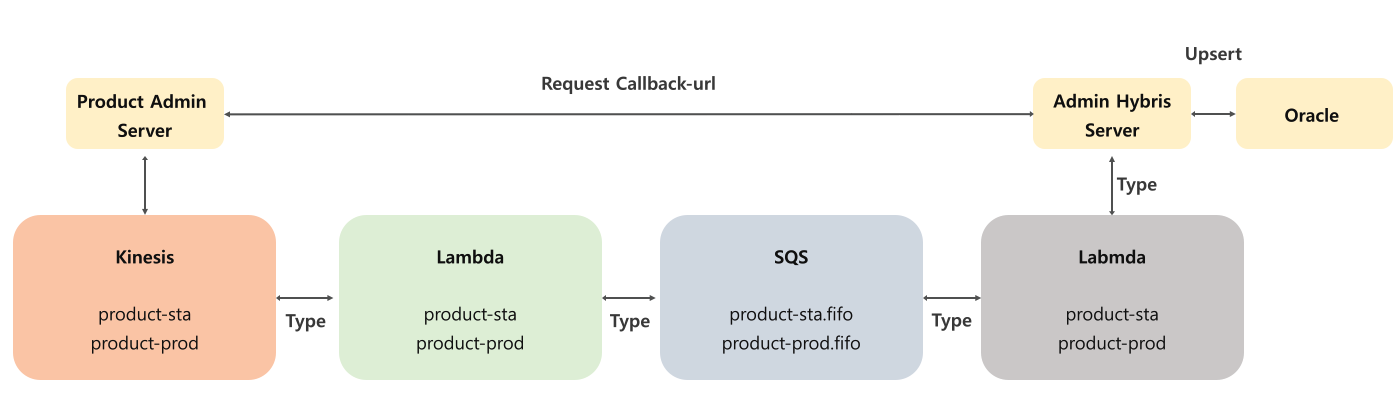 Upsert
Request Callback-url
Product Admin
Server
Admin Hybris
Server
Oracle
Type
Kinesis
product-sta
product-prod
Type
Lambda
product-sta
product-prod
Type
SQS
product-sta.fifo
product-prod.fifo
Type
Labmda
product-sta
product-prod